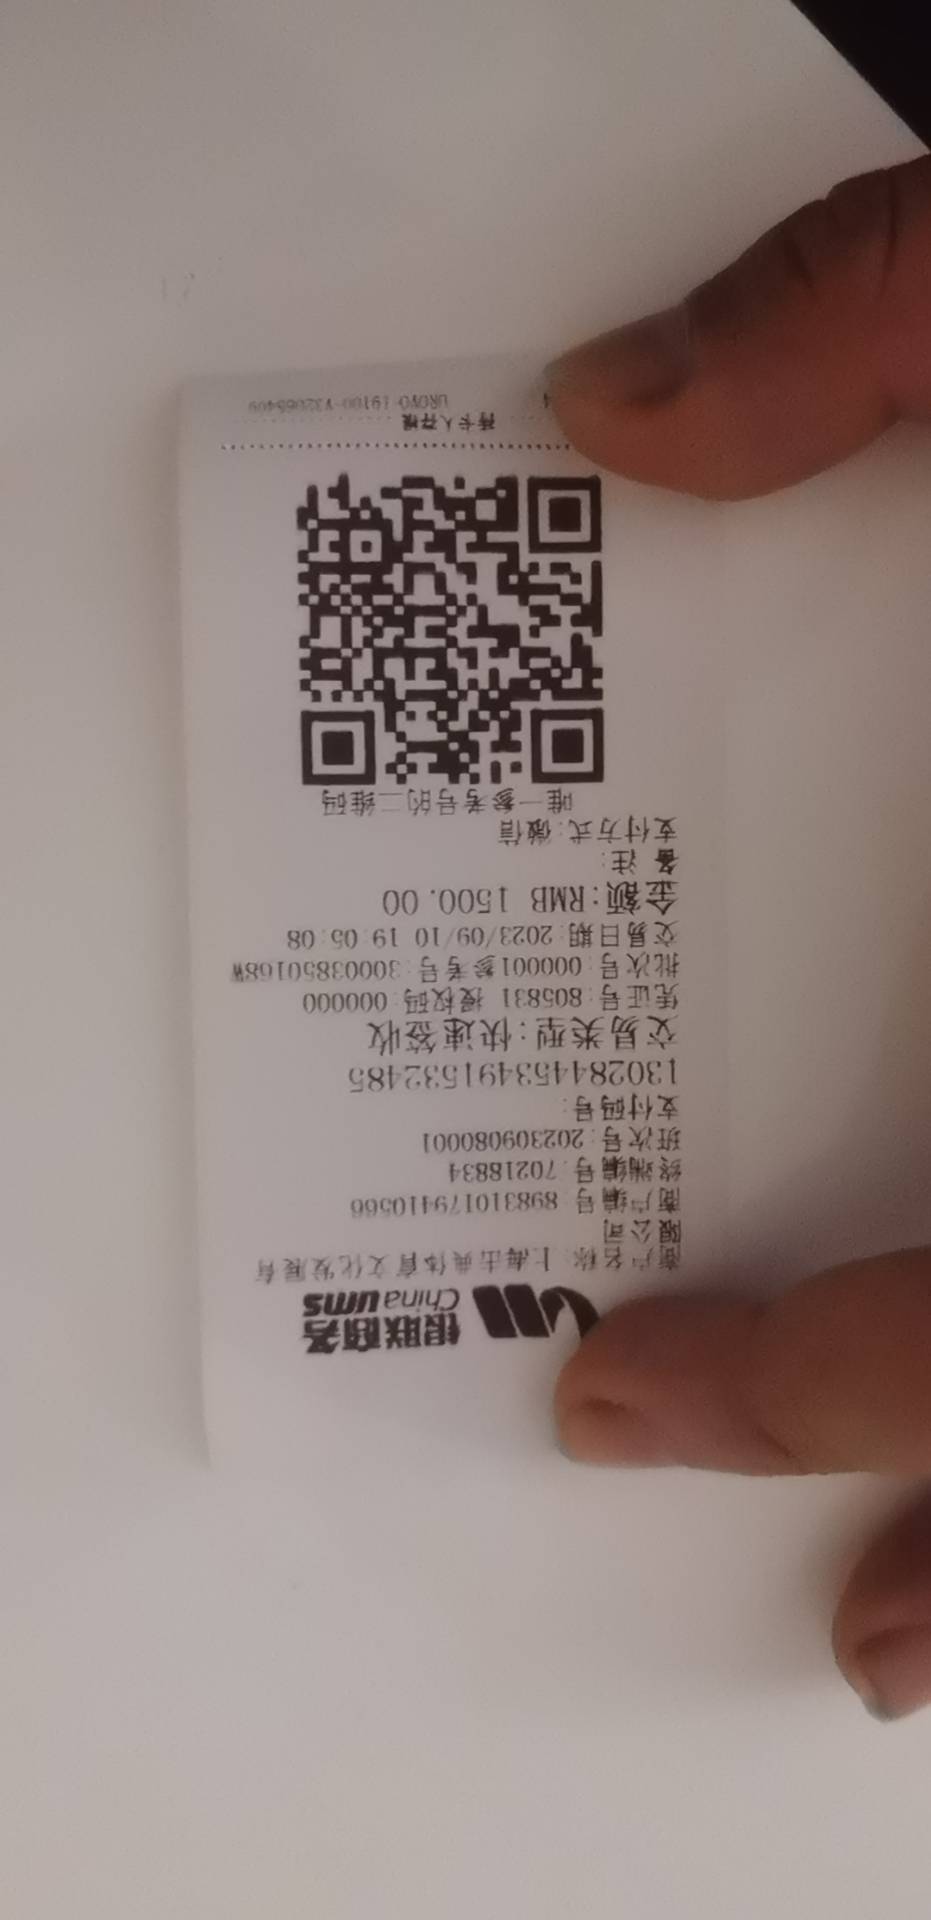 银联商务
China ums
商户名称: 上海古典体育文化发展有
限公司
商户编号:898310179410566
终端编号:70218834
班次号:202309080001
支付码号:
130284453491532485
交易类型:快速签收
凭证号:805831 授权码:000000
批次号:000001参考号:30003850168W
交易日期:2023/09/10 19:05:08
金额:RMB 1500.00
备 注:
支付方式:微信
唯一参考号的二维码
持卡人存根
UROVO-i9100-V32065409